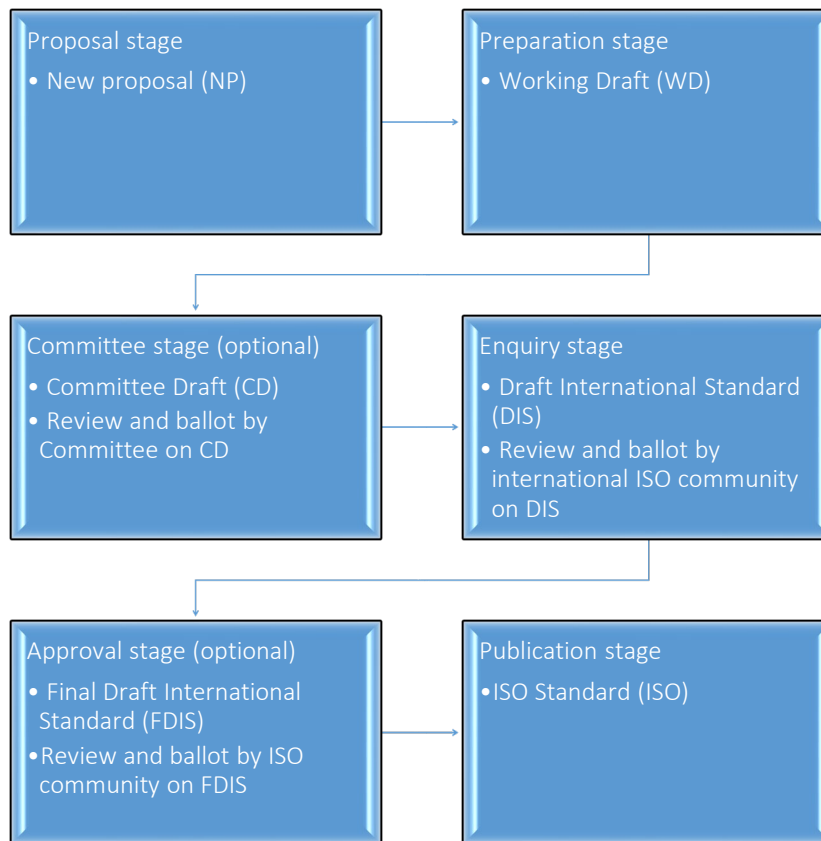 Proposal stage
• New proposal (NP)
Preparation stage
• Working Draft (WD)
Committee stage (optional)
• Committee Draft (CD)
• Review and ballot by
Committee on CD
Enquiry stage
• Draft International Standard
(DIS)
• Review and ballot by
international ISO community
on DIS
Approval stage (optional)
• Final Draft International
Standard (FDIS)
•Review and ballot by ISO
community on FDIS
Publication stage
•ISO Standard (ISO)